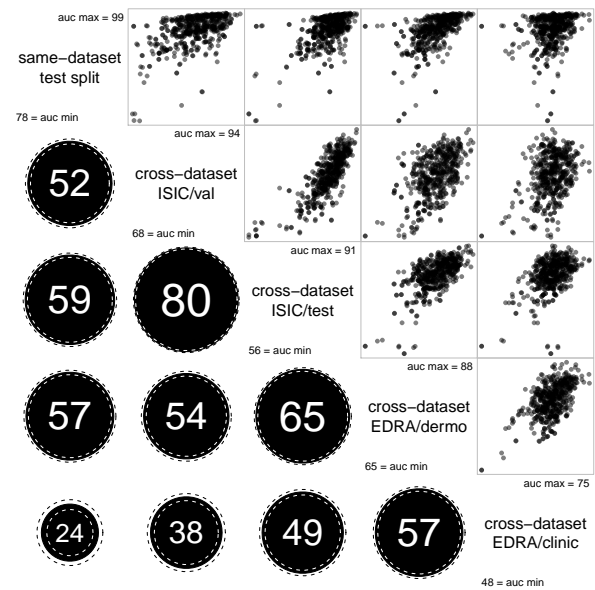 auc max = 99
same−dataset
test split
78 = auc min
auc max = 94
52
cross−dataset
ISIC/val
68 = auc min
auc max = 91
59
80
cross−dataset
ISIC/test
56 = auc min
auc max = 88
57
54
65
cross−dataset
EDRA/dermo
65 = auc min
auc max = 75
24
38
49
57
cross−dataset
EDRA/clinic
48 = auc min